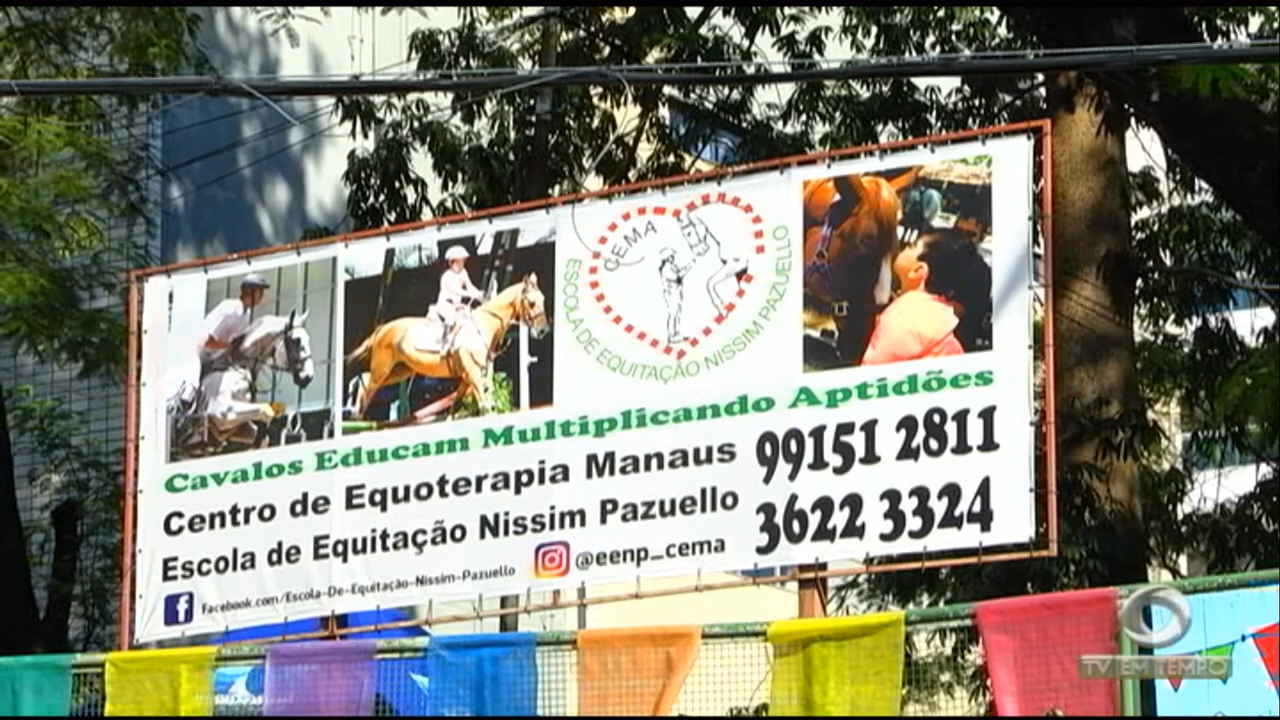 CEMA
ESCOLA DE EQUITAÇÃO NISSIM PAZUELLO
Cavalos Educam Multiplicando Aptidões
Centro de Equoterapia Manaus
99151 2811
Escola de Equitação Nissim Pazuello
3622 3324
Facebook.com/Escola-De-Equitação-Nissim-Pazuello
@eenp_cema
TV EM TEMPO